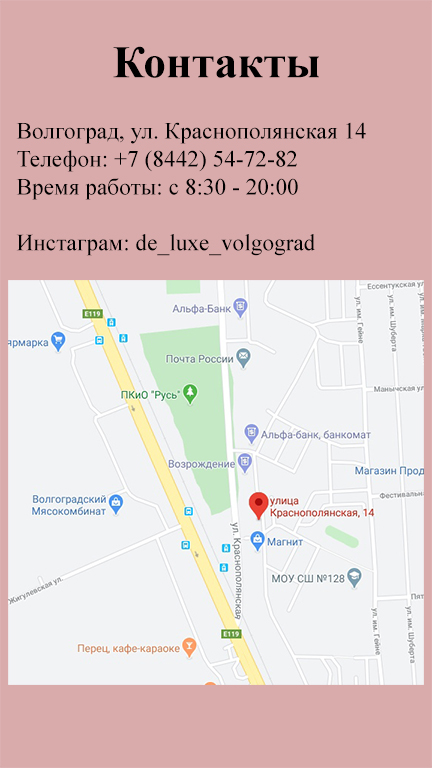 Контакты
Волгоград, ул. Краснополянская 14
Телефон: +7 (8442) 54-72-82
Время работы: с 8:30 - 20:00
Инстаграм: de_luxe_volgograd
Ессентукская ул.
Альфа-Банк
E119
ул. им. Гейне
ул. им. Шуберта
ярмарка
Почта России
Манычская ул.
ПКиО "Русь"
Альфа-банк, банкомат
Возрождение
Магазин Прод
Фестивальна
Волгоградский
Мясокомбинат
улица
Краснополянская, 14
ул. Краснополянская
Магнит
МОУ СШ №128
Жигулевская ул.
Пят
ул. им. Гейне
ул. им. Шуберта
E119
Перец, кафе-караоке